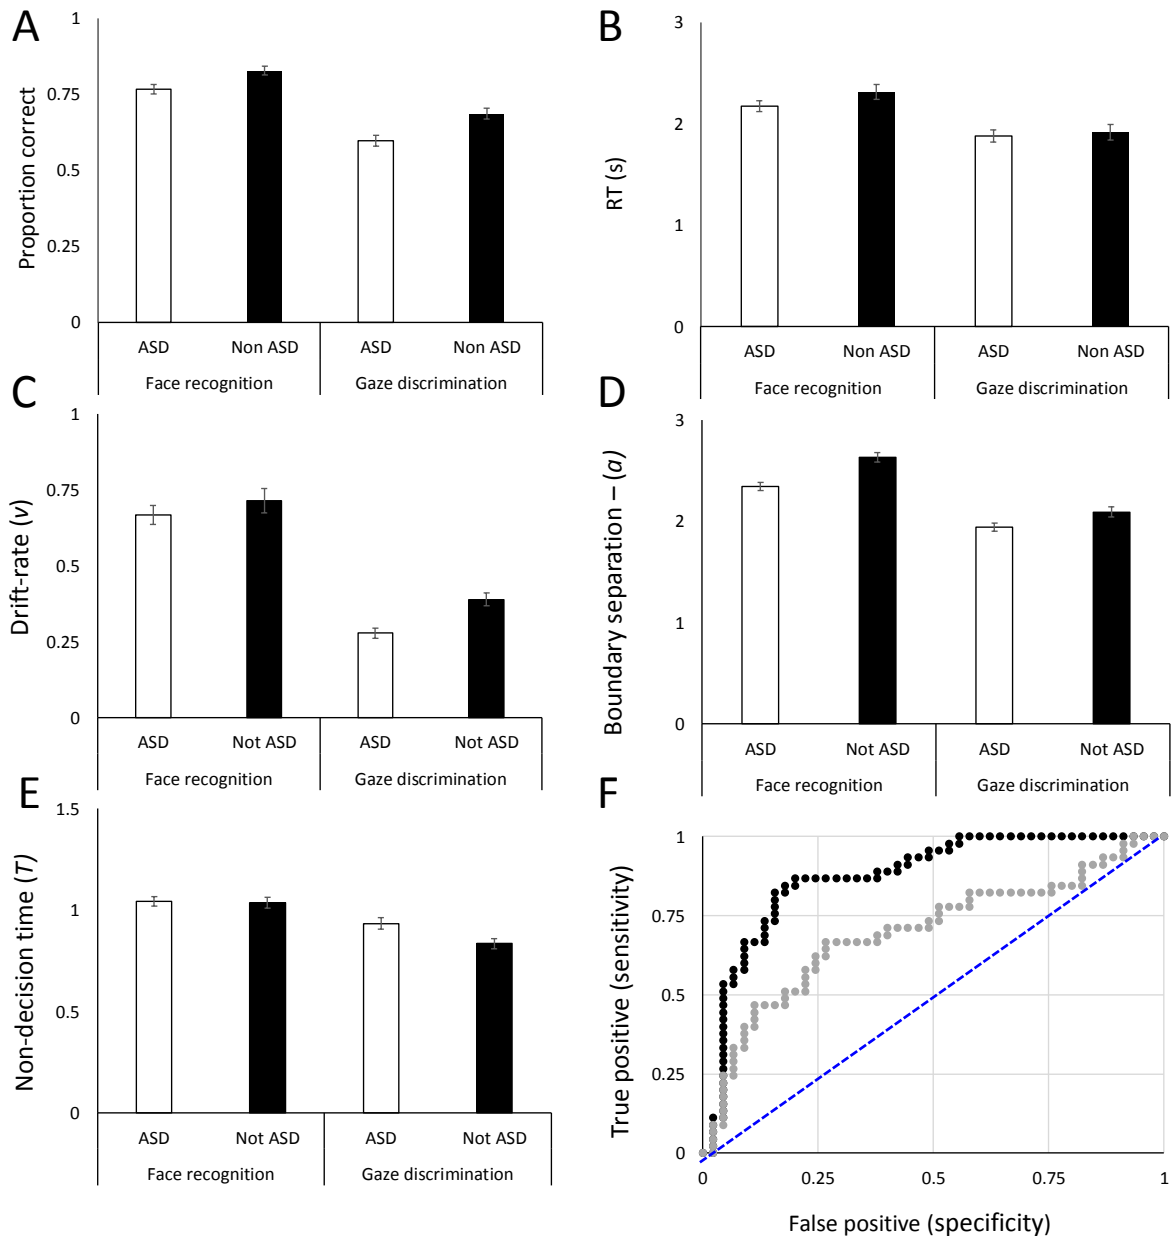 A
Proportion correct
1
0.75
0.5
0.25
0
ASD Non ASD ASD Non ASD
Face recognition Gaze discrimination
B
RT (s)
3
2
1
0
ASD Non ASD ASD Non ASD
Face recognition Gaze discrimination
C
Drift-rate (v)
1
0.75
0.5
0.25
0
ASD Not ASD ASD Not ASD
Face recognition Gaze discrimination
D
Boundary separation – (a)
3
2
1
0
ASD Not ASD ASD Not ASD
Face recognition Gaze discrimination
E
Non-decision time (T)
1.5
1
0.5
0
ASD Not ASD ASD Not ASD
Face recognition Gaze discrimination
F
True positive (sensitivity)
1
0.75
0.5
0.25
0
0 0.25 0.5 0.75 1
False positive (specificity)